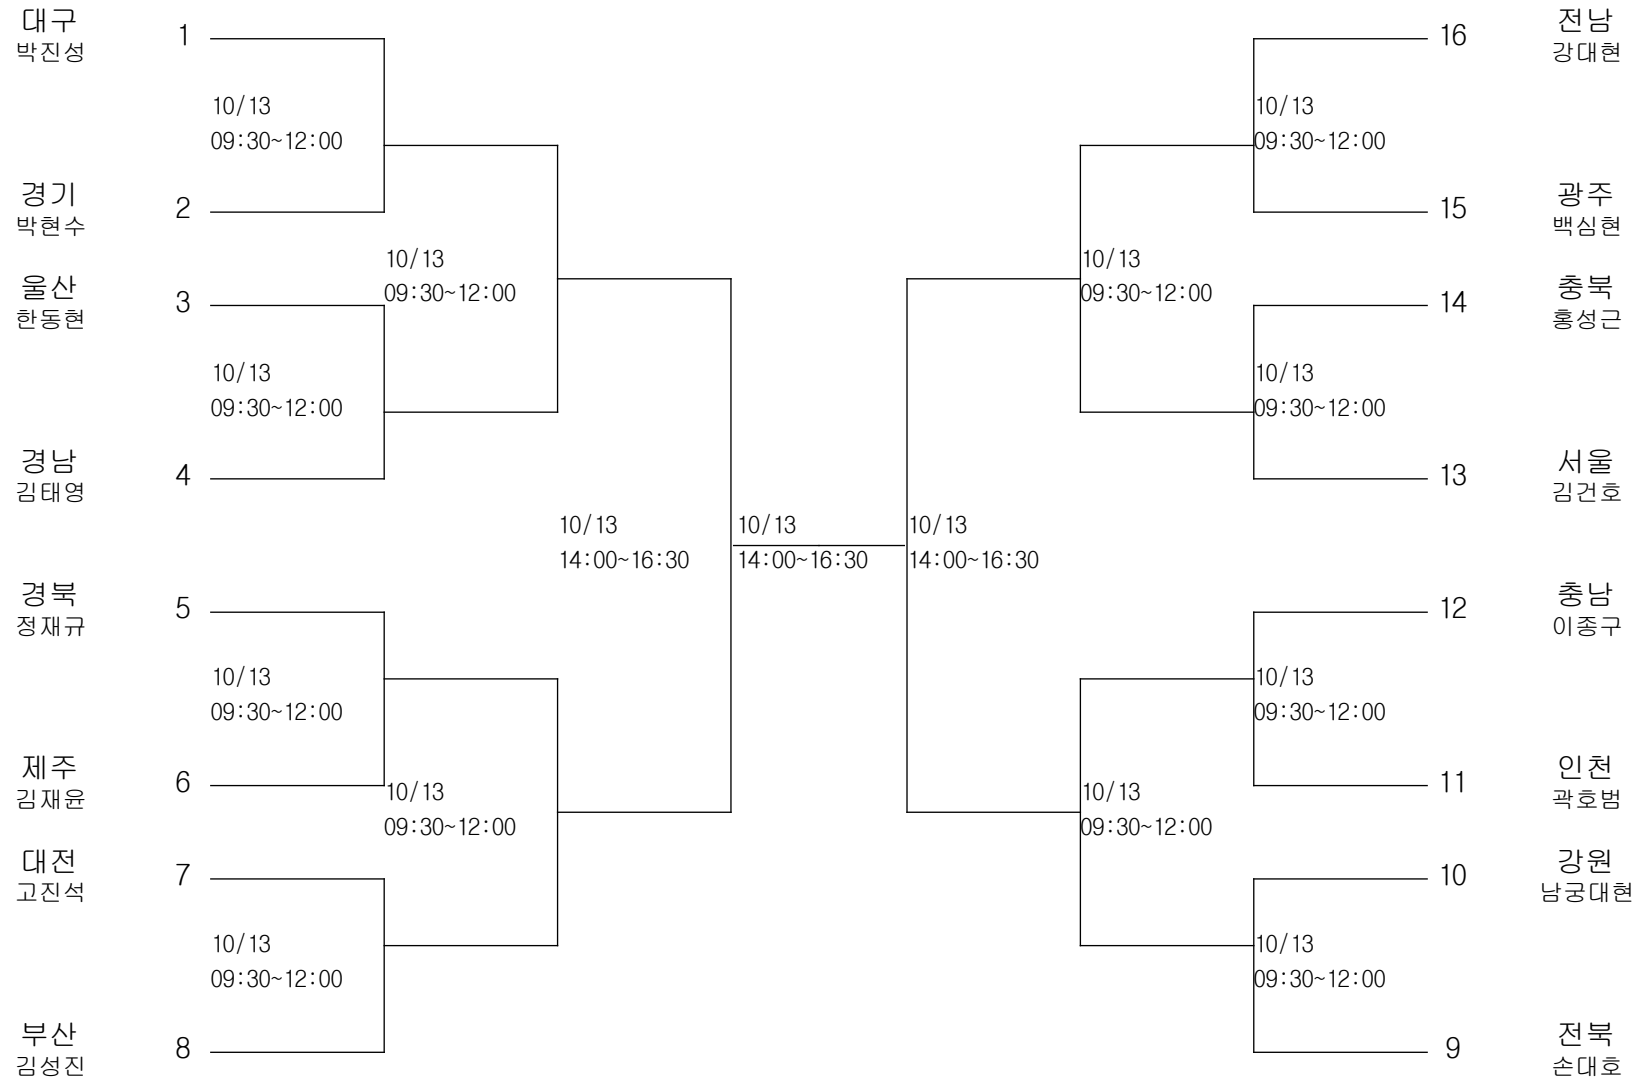 대구
박진성
1
16
전남
강대현
10/13
09:30~12:00
10/13
09:30~12:00
경기
박현수
2
15
광주
백심현
10/13
09:30~12:00
10/13
09:30~12:00
울산
한동현
3
14
충북
홍성근
10/13
09:30~12:00
10/13
09:30~12:00
경남
김태영
4
13
서울
김건호
10/13
14:00~16:30
10/13
14:00~16:30
10/13
14:00~16:30
경북
정재규
5
12
충남
이종구
10/13
09:30~12:00
10/13
09:30~12:00
제주
김재윤
6
11
인천
곽호범
10/13
09:30~12:00
10/13
09:30~12:00
대전
고진석
7
10
강원
남궁대현
10/13
09:30~12:00
10/13
09:30~12:00
부산
김성진
8
9
전북
손대호